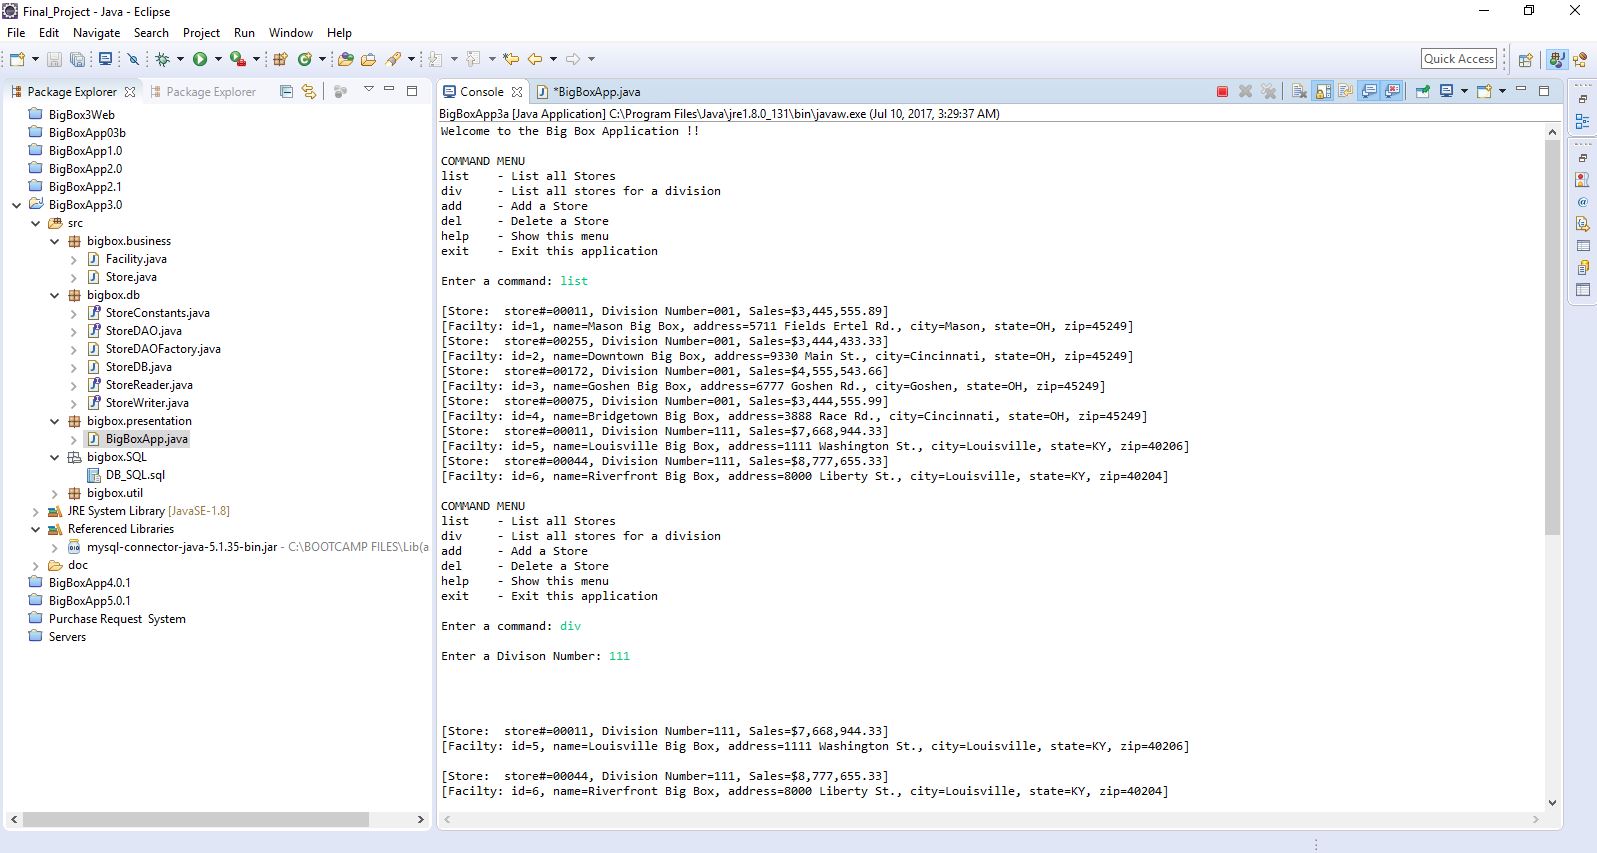 Final_Project - Java - Eclipse
File Edit Navigate Search Project Run Window Help
Quick Access
Package Explorer Package Explorer
BigBox3Web
BigBoxApp03b
BigBoxApp1.0
BigBoxApp2.0
BigBoxApp2.1
BigBoxApp3.0
src
bigbox.business
Facility.java
Store.java
bigbox.db
StoreConstants.java
StoreDAO.java
StoreDAOFactory.java
StoreDB.java
StoreReader.java
StoreWriter.java
bigbox.presentation
BigBoxApp.java
bigbox.SQL
DB_SQL.sql
bigbox.util
JRE System Library [JavaSE-1.8]
Referenced Libraries
mysql-connector-java-5.1.35-bin.jar - C:\BOOTCAMP FILES\Lib(a
doc
BigBoxApp4.0.1
BigBoxApp5.0.1
Purchase Request System
Servers
Console *BigBoxApp.java
BigBoxApp3a [Java Application] C:\Program Files\Java\jre1.8.0_131\bin\javaw.exe (Jul 10, 2017, 3:29:37 AM)
Welcome to the Big Box Application !!
COMMAND MENU
list - List all Stores
div - List all stores for a division
add - Add a Store
del - Delete a Store
help - Show this menu
exit - Exit this application
Enter a command: list
[Store: store#=00011, Division Number=001, Sales=$3,445,555.89]
[Facilty: id=1, name=Mason Big Box, address=5711 Fields Ertel Rd., city=Mason, state=OH, zip=45249]
[Store: store#=00255, Division Number=001, Sales=$3,444,433.33]
[Facilty: id=2, name=Downtown Big Box, address=9330 Main St., city=Cincinnati, state=OH, zip=45249]
[Store: store#=00172, Division Number=001, Sales=$4,555,543.66]
[Facilty: id=3, name=Goshen Big Box, address=6777 Goshen Rd., city=Goshen, state=OH, zip=45249]
[Store: store#=00075, Division Number=001, Sales=$3,444,555.99]
[Facilty: id=4, name=Bridgetown Big Box, address=3888 Race Rd., city=Cincinnati, state=OH, zip=45249]
[Store: store#=00011, Division Number=111, Sales=$7,668,944.33]
[Facilty: id=5, name=Louisville Big Box, address=1111 Washington St., city=Louisville, state=KY, zip=40206]
[Store: store#=00044, Division Number=111, Sales=$8,777,655.33]
[Facilty: id=6, name=Riverfront Big Box, address=8000 Liberty St., city=Louisville, state=KY, zip=40204]
COMMAND MENU
list - List all Stores
div - List all stores for a division
add - Add a Store
del - Delete a Store
help - Show this menu
exit - Exit this application
Enter a command: div
Enter a Divison Number: 111
[Store: store#=00011, Division Number=111, Sales=$7,668,944.33]
[Facilty: id=5, name=Louisville Big Box, address=1111 Washington St., city=Louisville, state=KY, zip=40206]
[Store: store#=00044, Division Number=111, Sales=$8,777,655.33]
[Facilty: id=6, name=Riverfront Big Box, address=8000 Liberty St., city=Louisville, state=KY, zip=40204]